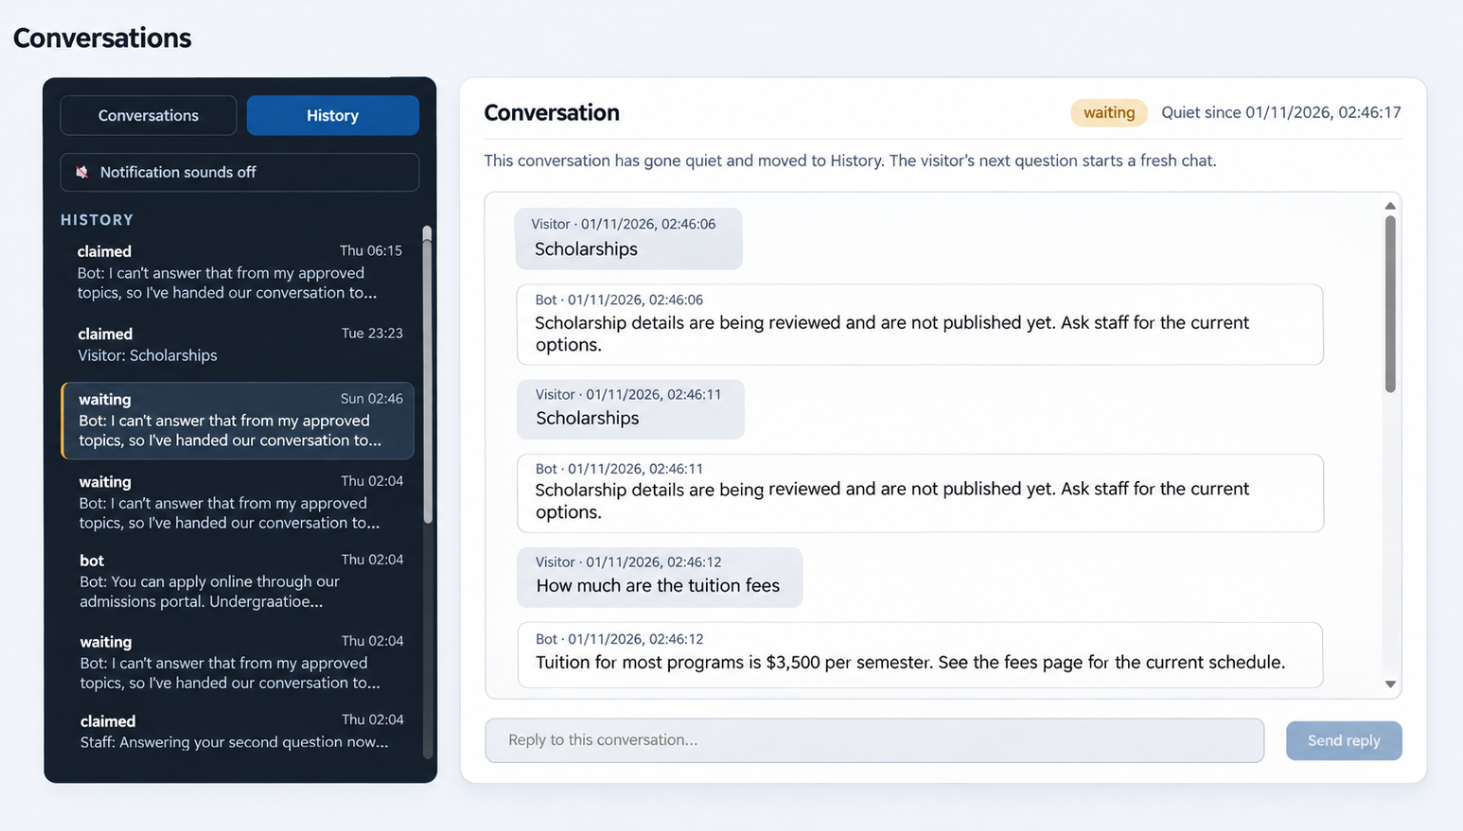 Conversations
Conversations
History
Notification sounds off
HISTORY
claimed
Thu 06:15
Bot: I can't answer that from my approved
topics, so I've handed our conversation to...
claimed
Tue 23:23
Visitor: Scholarships
waiting
Sun 02:46
Bot: I can't answer that from my approved
topics, so I've handed our conversation to...
waiting
Thu 02:04
Bot: I can't answer that from my approved
topics, so I've handed our conversation to...
bot
Thu 02:04
Bot: You can apply online through our
admissions portal. Undergraatioe...
waiting
Thu 02:04
Bot: I can't answer that from my approved
topics, so I've handed our conversation to...
claimed
Thu 02:04
Staff: Answering your second question now...
Conversation
waiting
Quiet since 01/11/2026, 02:46:17
This conversation has gone quiet and moved to History. The visitor's next question starts a fresh chat.
Visitor · 01/11/2026, 02:46:06
Scholarships
Bot · 01/11/2026, 02:46:06
Scholarship details are being reviewed and are not published yet. Ask staff for the current
options.
Visitor · 01/11/2026, 02:46:11
Scholarships
Bot · 01/11/2026, 02:46:11
Scholarship details are being reviewed and are not published yet. Ask staff for the current
options.
Visitor · 01/11/2026, 02:46:12
How much are the tuition fees
Bot · 01/11/2026, 02:46:12
Tuition for most programs is $3,500 per semester. See the fees page for the current schedule.
Reply to this conversation...
Send reply